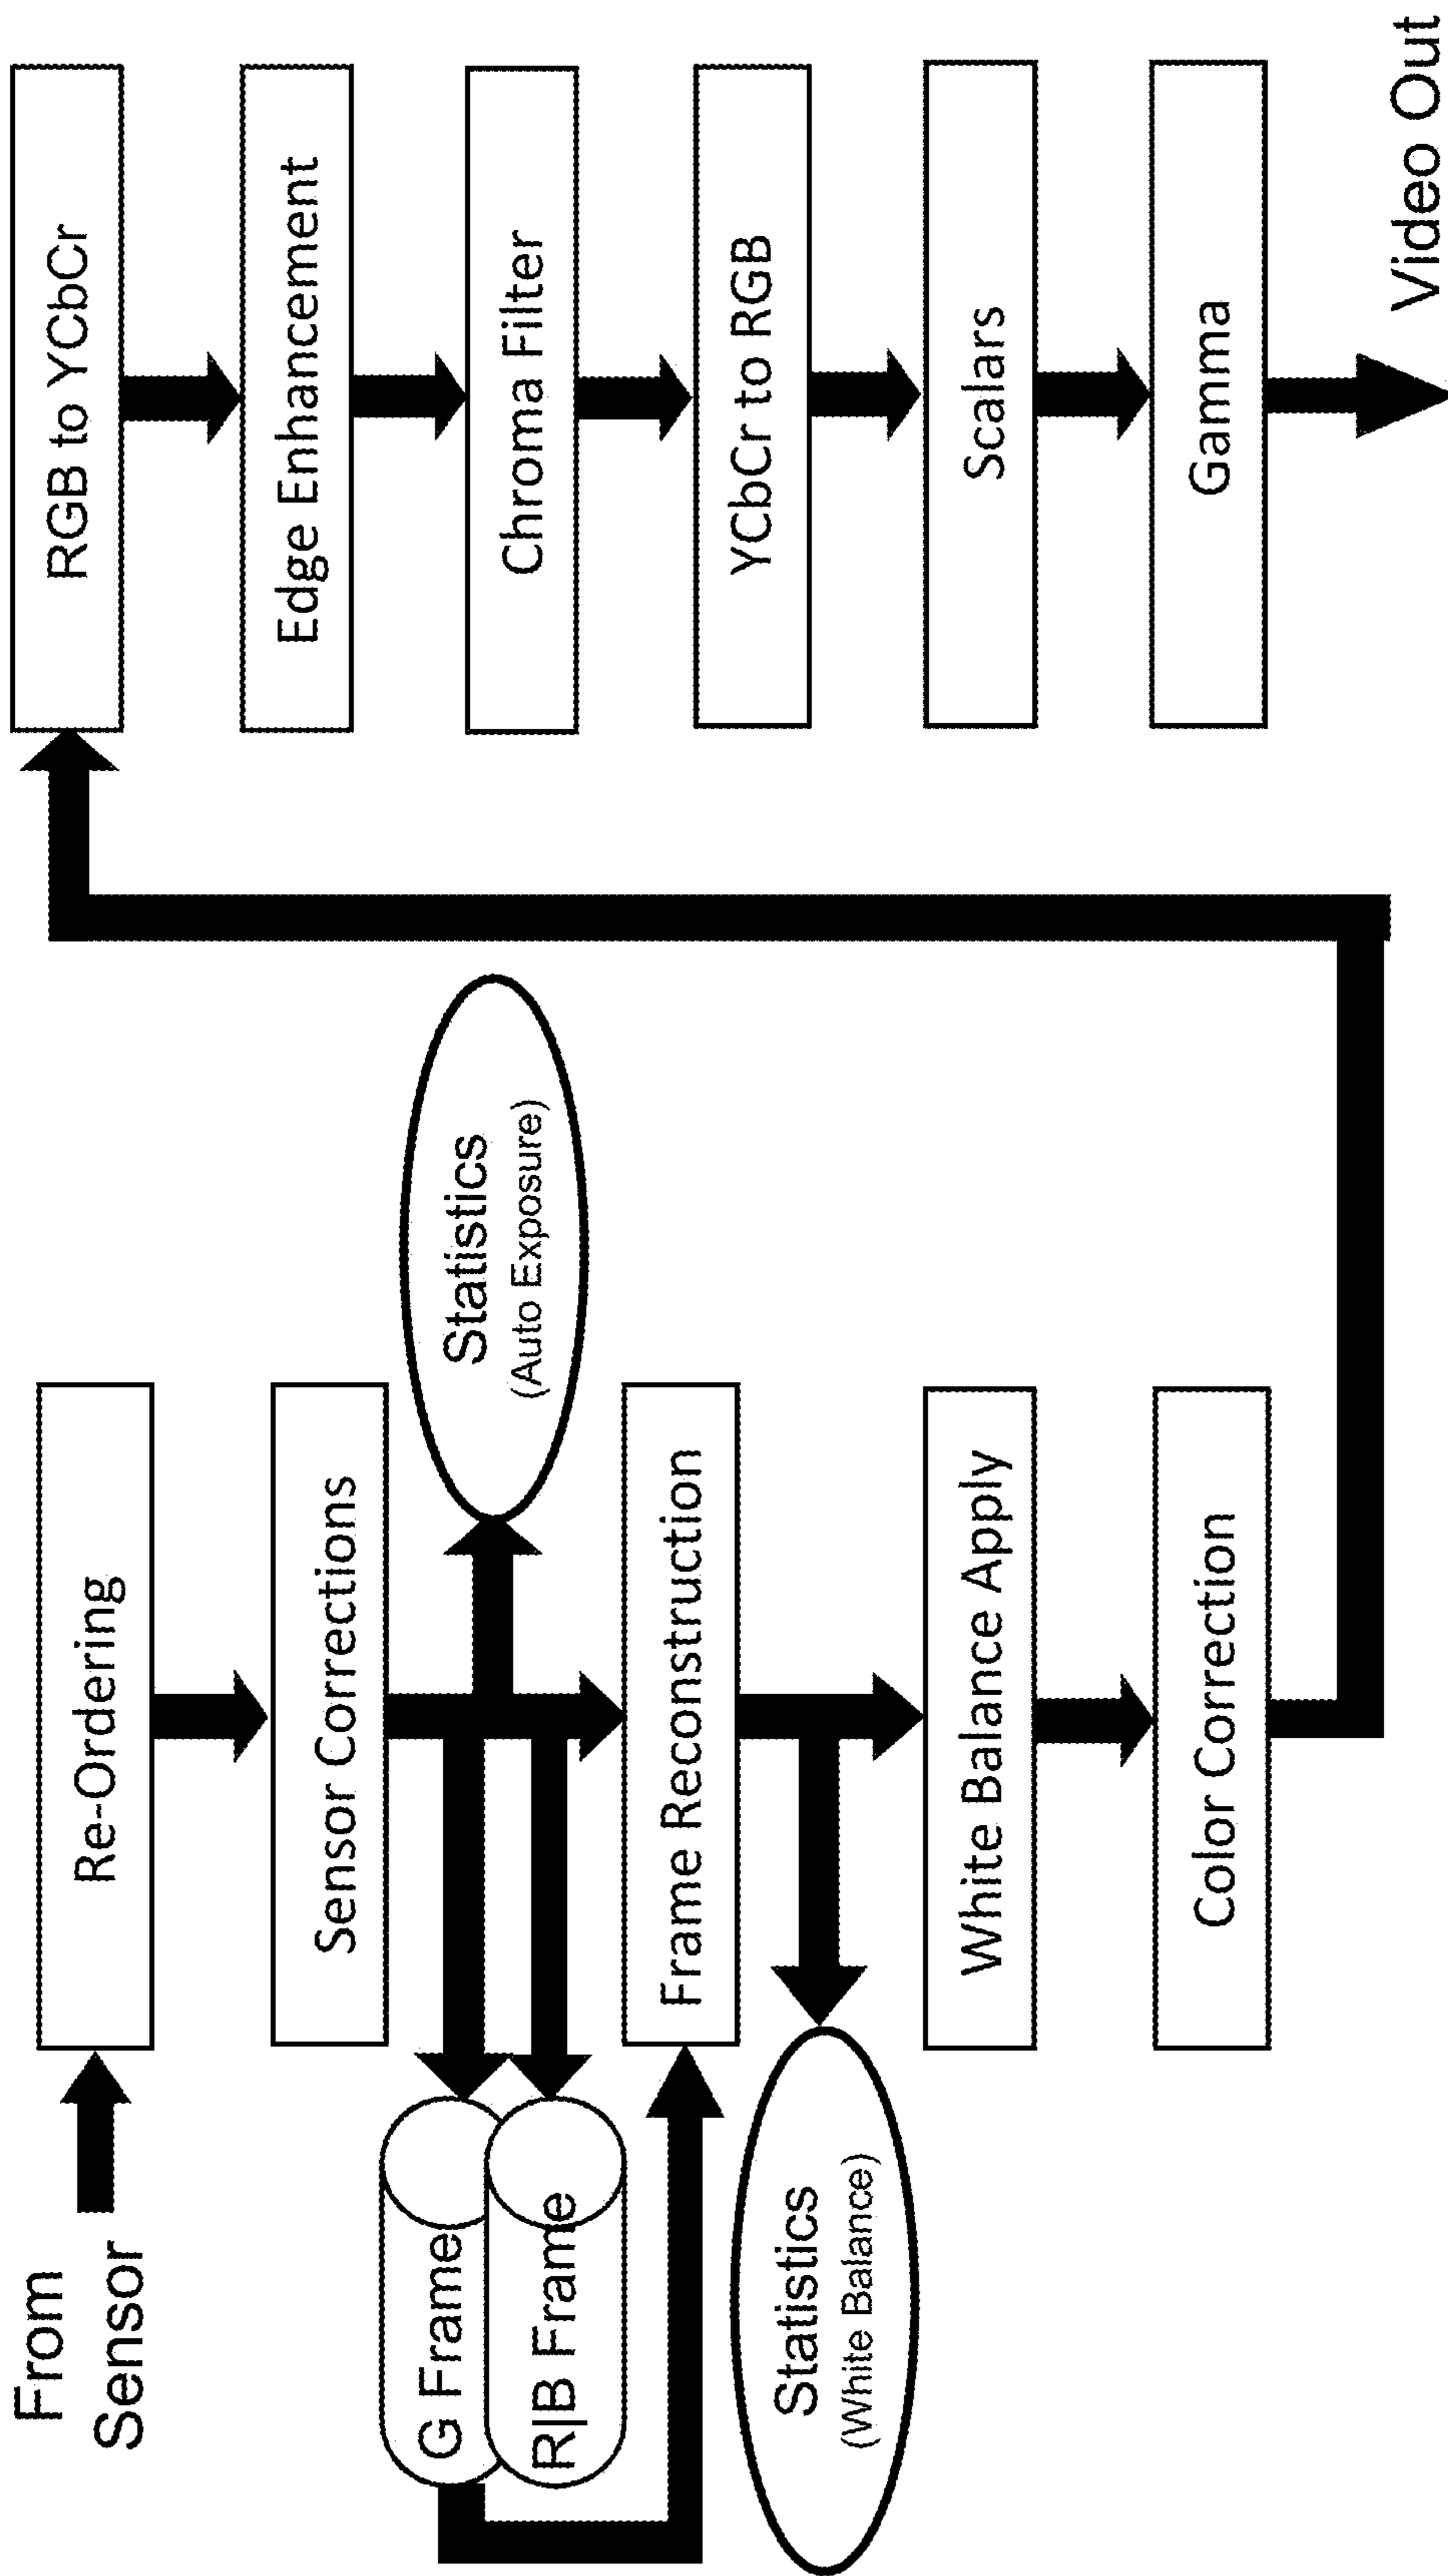 From
Sensor
Re-Ordering
Sensor Corrections
Statistics
(Auto Exposure)
G Frame
R|B Frame
Frame Reconstruction
Statistics
(White Balance)
White Balance Apply
Color Correction
RGB to YCbCr
Edge Enhancement
Chroma Filter
YCbCr to RGB
Scalars
Gamma
Video Out